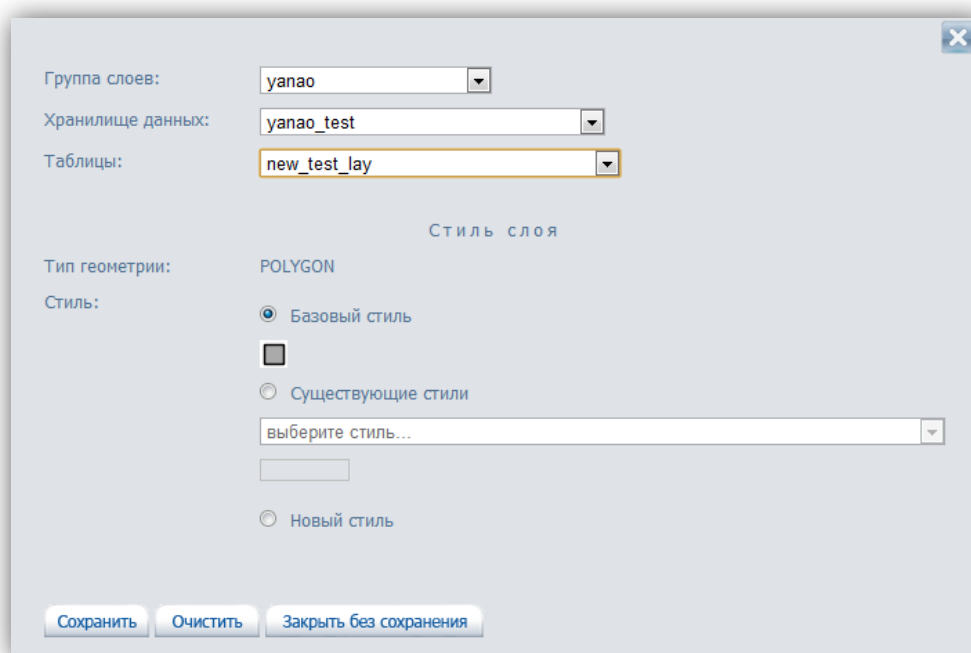 Группа слоев: yanao
Хранилище данных: yanao_test
Таблицы: new_test_lay
Стиль слоя
Тип геометрии: POLYGON
Стиль:
Базовый стиль
Существующие стили
выберите стиль...
Новый стиль
Сохранить Очистить Закрыть без сохранения